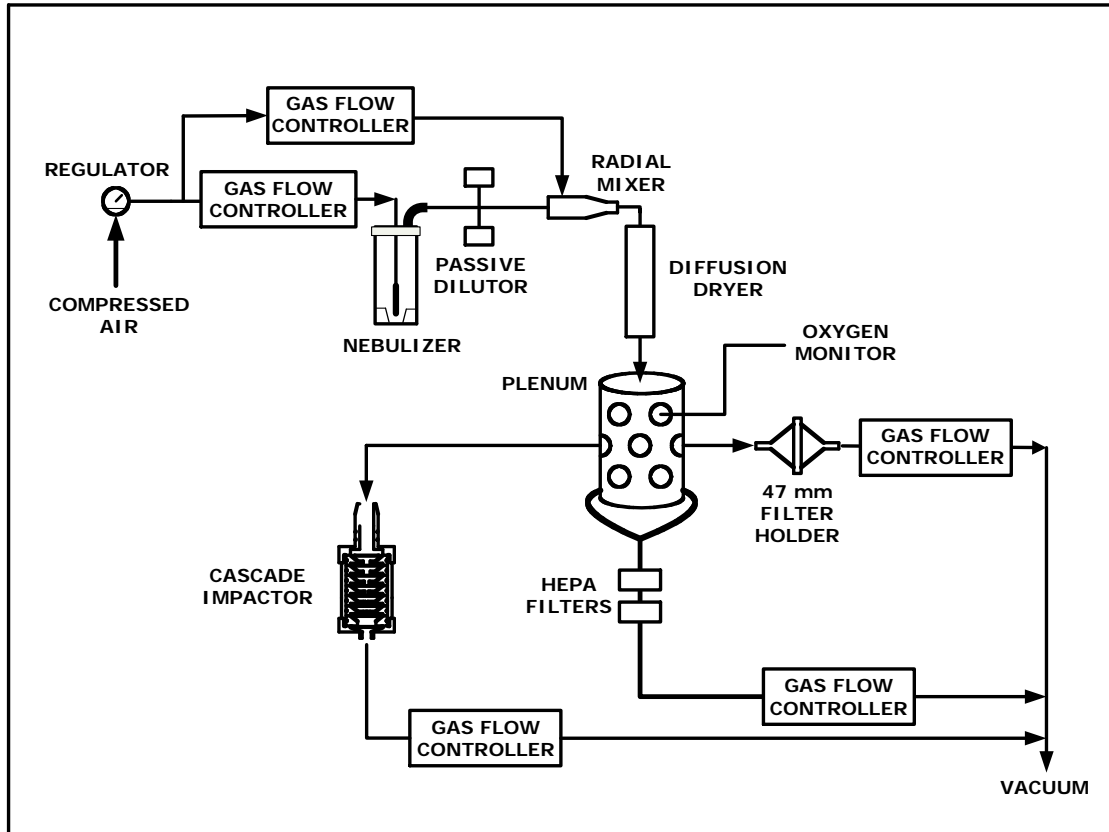 GAS FLOW
CONTROLLER
REGULATOR
GAS FLOW
CONTROLLER
RADIAL
MIXER
COMPRESSED
AIR
NEBULIZER
PASSIVE
DILUTOR
DIFFUSION
DRYER
OXYGEN
MONITOR
PLENUM
GAS FLOW
CONTROLLER
47 mm
FILTER
HOLDER
CASCADE
IMPACTOR
HEPA
FILTERS
GAS FLOW
CONTROLLER
GAS FLOW
CONTROLLER
VACUUM